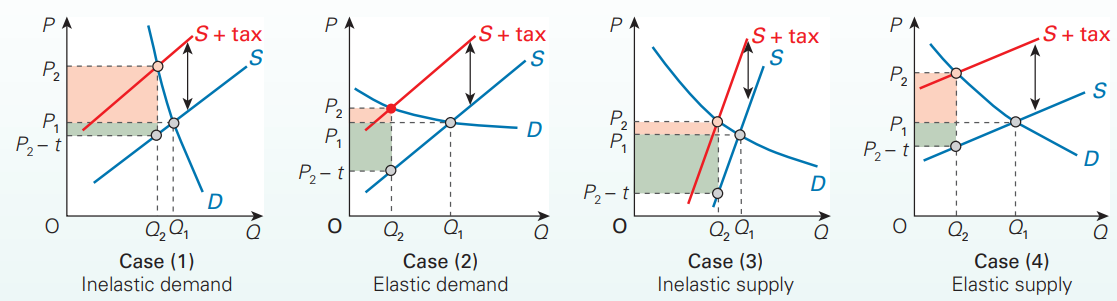 P
S + tax
S
P2
P1
P2 – t
D
O
Q2 Q1
Q
Case (1)
Inelastic demand
P
S + tax
S
P2
P1
D
P2 – t
O
Q2
Q1
Q
Case (2)
Elastic demand
P
S + tax
S
P2
P1
P2 – t
D
O
Q2 Q1
Q
Case (3)
Inelastic supply
P
S + tax
P2
S
P1
P2 – t
D
O
Q2
Q1
Q
Case (4)
Elastic supply